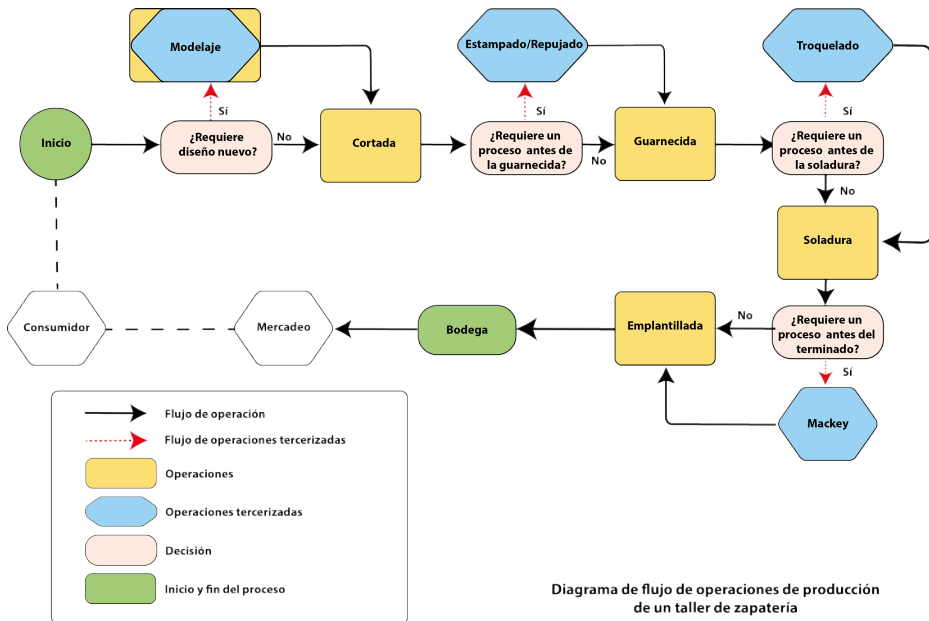 Modelaje
Estampado/Repujado
Troquelado
Sí
Sí
Sí
Inicio
¿Requiere
diseño nuevo?
No
Cortada
¿Requiere un
proceso antes de
la guarnecida?
No
Guarnecida
¿Requiere un
proceso antes de
la soladura?
No
Soladura
Consumidor
Mercadeo
Bodega
Emplantillada
No
¿Requiere un
proceso antes del
terminado?
Sí
Mackey
Flujo de operación
Flujo de operaciones tercerizadas
Operaciones
Operaciones tercerizadas
Decisión
Inicio y fin del proceso
Diagrama de flujo de operaciones de producción
de un taller de zapatería